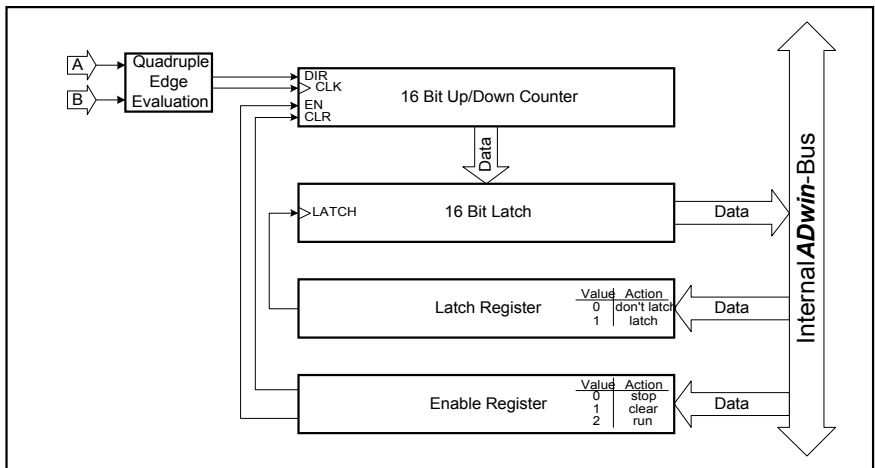 A
B
Quadruple
Edge
Evaluation
DIR
CLK
EN
CLR
16 Bit Up/Down Counter
Data
LATCH
16 Bit Latch
Data
Latch Register
Value Action
0 don't latch
1 latch
Data
Enable Register
Value Action
0 stop
1 clear
2 run
Data
Internal ADwin-Bus